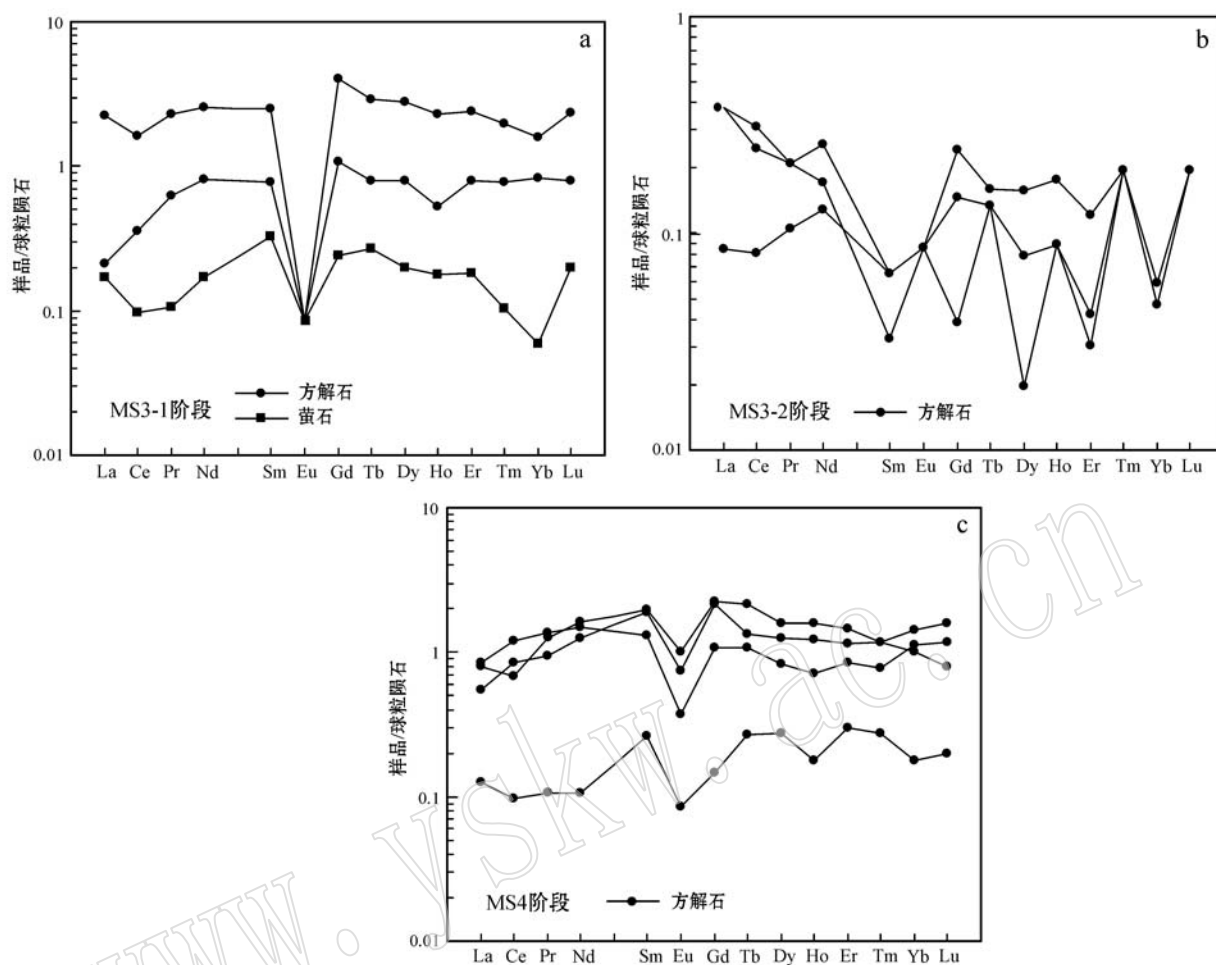 a
10
1
0.1
0.01
样品/球粒陨石
方解石
MS3-1阶段
萤石
La Ce Pr Nd Sm Eu Gd Tb Dy Ho Er Tm Yb Lu
b
1
0.1
0.01
样品/球粒陨石
MS3-2阶段 方解石
La Ce Pr Nd Sm Eu Gd Tb Dy Ho Er Tm Yb Lu
c
10
1
0.1
0.01
样品/球粒陨石
MS4阶段 方解石
La Ce Pr Nd Sm Eu Gd Tb Dy Ho Er Tm Yb Lu
www.yskw.ac.cn